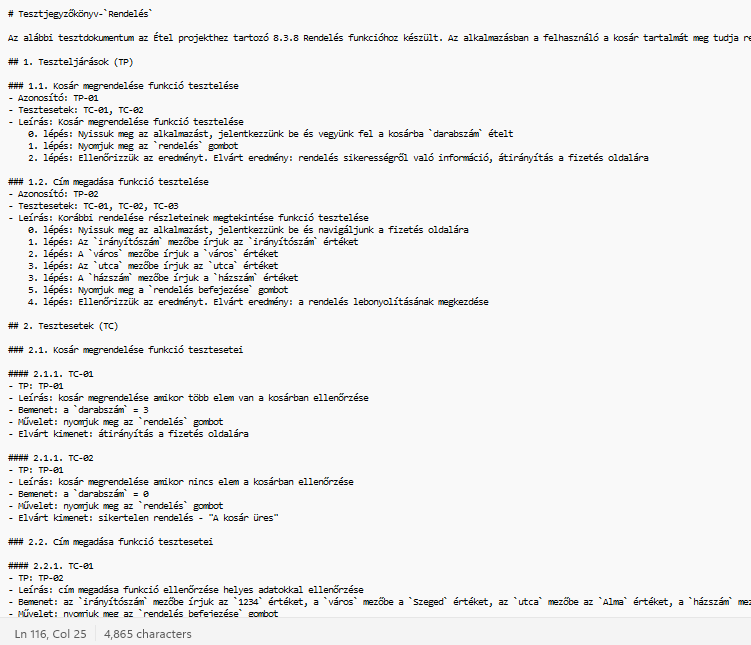 # Tesztjegyzőkönyv-`Rendelés`
Az alábbi tesztdokumentum az Étel projekthez tartozó 8.3.8 Rendelés funkcióhoz készült. Az alkalmazásban a felhasználó a kosár tartalmát meg tudja re
## 1. Teszteljárások (TP)
### 1.1. Kosár megrendelése funkció tesztelése
- Azonosító: TP-01
- Tesztesetek: TC-01, TC-02
- Leírás: Kosár megrendelése funkció tesztelése
0. lépés: Nyissuk meg az alkalmazást, jelentkezzünk be és vegyünk fel a kosárba `darabszám` ételt
1. lépés: Nyomjuk meg az `rendelés` gombot
2. lépés: Ellenőrizzük az eredményt. Elvárt eredmény: rendelés sikerességről való információ, átirányítás a fizetés oldalára
### 1.2. Cím megadása funkció tesztelése
- Azonosító: TP-02
- Tesztesetek: TC-01, TC-02, TC-03
- Leírás: Korábbi rendelése részleteinek megtekintése funkció tesztelése
0. lépés: Nyissuk meg az alkalmazást, jelentkezzünk be és navigáljunk a fizetés oldalára
1. lépés: Az `irányítószám` mezőbe írjuk az `irányítószám` értéket
2. lépés: A `város` mezőbe írjuk a `város` értéket
3. lépés: Az `utca` mezőbe írjuk az `utca` értéket
3. lépés: A `házszám` mezőbe írjuk a `házszám` értéket
5. lépés: Nyomjuk meg a `rendelés befejezése` gombot
4. lépés: Ellenőrizzük az eredményt. Elvárt eredmény: a rendelés lebonyolításának megkezdése
## 2. Tesztesetek (TC)
### 2.1. Kosár megrendelése funkció tesztesetei
#### 2.1.1. TC-01
- TP: TP-01
- Leírás: kosár megrendelése amikor több elem van a kosárban ellenőrzése
- Bemenet: a `darabszám` = 3
- Művelet: nyomjuk meg az `rendelés` gombot
- Elvárt kimenet: átirányítás a fizetés oldalára
#### 2.1.1. TC-02
- TP: TP-01
- Leírás: kosár megrendelése amikor nincs elem a kosárban ellenőrzése
- Bemenet: a `darabszám` = 0
- Művelet: nyomjuk meg az `rendelés` gombot
- Elvárt kimenet: sikertelen rendelés - "A kosár üres"
### 2.2. Cím megadása funkció tesztesetei
#### 2.2.1. TC-01
- TP: TP-02
- Leírás: cím megadása funkció ellenőrzése helyes adatokkal ellenőrzése
- Bemenet: az `irányítószám` mezőbe írjuk az `1234` értéket, a `város` mezőbe a `Szeged` értéket, az `utca` mezőbe az `Alma` értéket, a `házszám` mez
- Művelet: nyomjuk meg az `rendelés befejezése` gombot
Ln 116, Col 25
4,865 characters